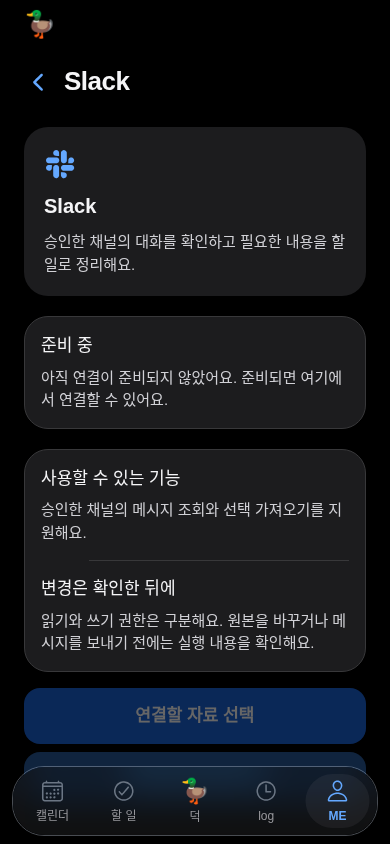 Slack
Slack
승인한 채널의 대화를 확인하고 필요한 내용을 할
일로 정리해요.
준비 중
아직 연결이 준비되지 않았어요. 준비되면 여기에
서 연결할 수 있어요.
사용할 수 있는 기능
승인한 채널의 메시지 조회와 선택 가져오기를 지
원해요.
변경은 확인한 뒤에
읽기와 쓰기 권한은 구분해요. 원본을 바꾸거나 메
시지를 보내기 전에는 실행 내용을 확인해요.
연결할 자료 선택
캘린더
할 일
덕
log
ME